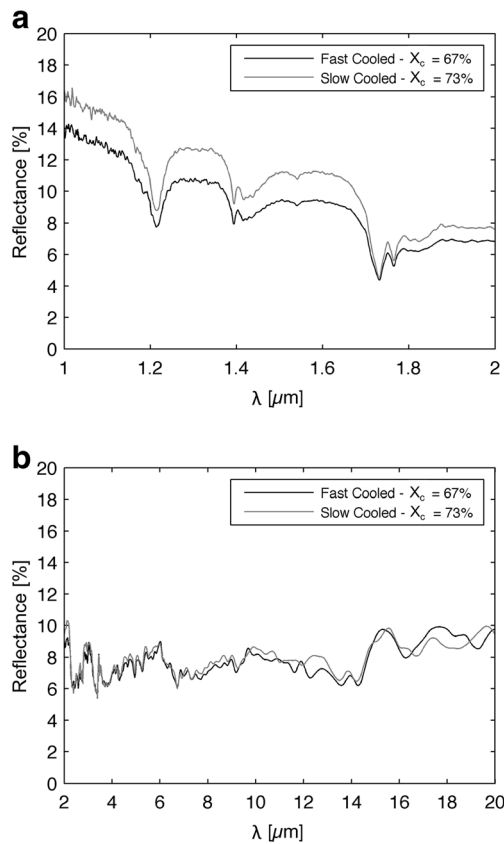 a
20
18
16
14
12
10
8
6
4
2
0
Reflectance [%]
Fast Cooled - Xc = 67%
Slow Cooled - Xc = 73%
1 1.2 1.4 1.6 1.8 2
λ [µm]
b
20
18
16
14
12
10
8
6
4
2
0
Reflectance [%]
Fast Cooled - Xc = 67%
Slow Cooled - Xc = 73%
2 4 6 8 10 12 14 16 18 20
λ [µm]